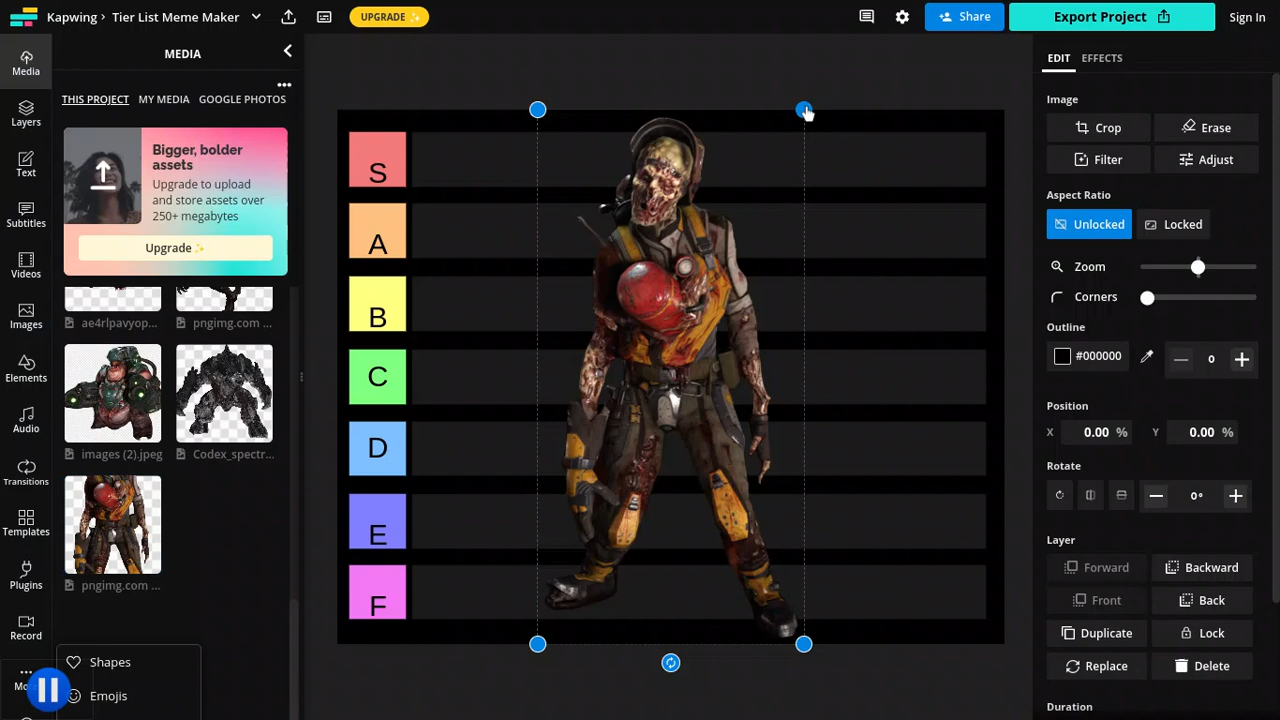 Kapwing › Tier List Meme Maker
UPGRADE ✨
Share
Export Project
Sign In
Media
Layers
Text
Subtitles
Videos
Images
Elements
Audio
Transitions
Templates
Plugins
Record
MEDIA
THIS PROJECT
MY MEDIA
GOOGLE PHOTOS
Bigger, bolder
assets
Upgrade to upload
and store assets over
250+ megabytes
Upgrade ✨
ae4rlpavyop...
pngimg.com ...
images (2).jpeg
Codex_spectr...
pngimg.com ...
Shapes
Emojis
S
A
B
C
D
E
F
EDIT
EFFECTS
Image
Crop
Erase
Filter
Adjust
Aspect Ratio
Unlocked
Locked
Zoom
Corners
Outline
#000000
0
Position
X 0.00 %
Y 0.00 %
Rotate
0°
Layer
Forward
Backward
Front
Back
Duplicate
Lock
Replace
Delete
Duration